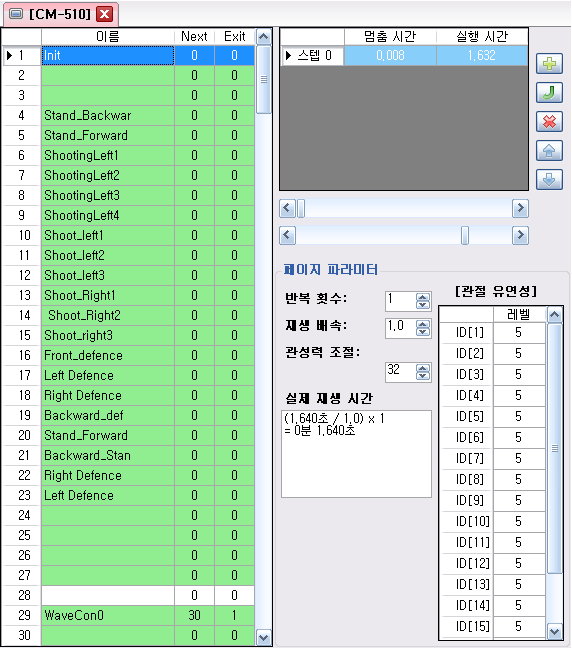 [CM-510]
이름 Next Exit
1 Init 0 0
2 0 0
3 0 0
4 Stand_Backwar 0 0
5 Stand_Forward 0 0
6 ShootingLeft1 0 0
7 ShootingLeft2 0 0
8 ShootingLeft3 0 0
9 ShootingLeft4 0 0
10 Shoot_left1 0 0
11 Shoot_left2 0 0
12 Shoot_left3 0 0
13 Shoot_Right1 0 0
14 Shoot_Right2 0 0
15 Shoot_right3 0 0
16 Front_defence 0 0
17 Left Defence 0 0
18 Right Defence 0 0
19 Backward_def 0 0
20 Stand_Forward 0 0
21 Backward_Stan 0 0
22 Right Defence 0 0
23 Left Defence 0 0
24 0 0
25 0 0
26 0 0
27 0 0
28 0 0
29 WaveCon0 30 1
30 0 0
멈춤 시간 실행 시간
스텝 0 0,008 1,632
페이지 파라미터
반복 횟수: 1
재생 배속: 1,0
관성력 조절:
32
실제 재생 시간
(1,640초 / 1,0) x 1
= 0분 1,640초
[관절 유연성]
레벨
ID[1] 5
ID[2] 5
ID[3] 5
ID[4] 5
ID[5] 5
ID[6] 5
ID[7] 5
ID[8] 5
ID[9] 5
ID[10] 5
ID[11] 5
ID[12] 5
ID[13] 5
ID[14] 5
ID[15] 5